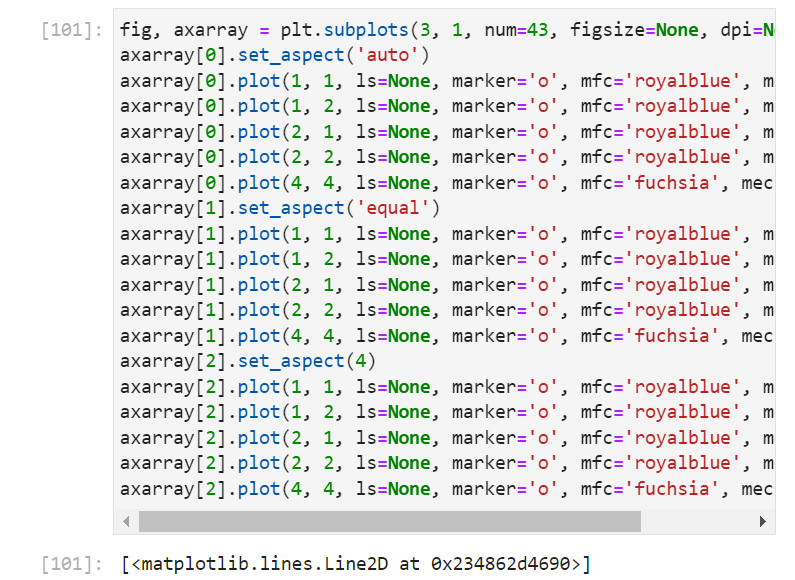 [101]: fig, axarray = plt.subplots(3, 1, num=43, figsize=None, dpi=N
axarray[0].set_aspect('auto')
axarray[0].plot(1, 1, ls=None, marker='o', mfc='royalblue', m
axarray[0].plot(1, 2, ls=None, marker='o', mfc='royalblue', m
axarray[0].plot(2, 1, ls=None, marker='o', mfc='royalblue', m
axarray[0].plot(2, 2, ls=None, marker='o', mfc='royalblue', m
axarray[0].plot(4, 4, ls=None, marker='o', mfc='fuchsia', mec
axarray[1].set_aspect('equal')
axarray[1].plot(1, 1, ls=None, marker='o', mfc='royalblue', m
axarray[1].plot(1, 2, ls=None, marker='o', mfc='royalblue', m
axarray[1].plot(2, 1, ls=None, marker='o', mfc='royalblue', m
axarray[1].plot(2, 2, ls=None, marker='o', mfc='royalblue', m
axarray[1].plot(4, 4, ls=None, marker='o', mfc='fuchsia', mec
axarray[2].set_aspect(4)
axarray[2].plot(1, 1, ls=None, marker='o', mfc='royalblue', m
axarray[2].plot(1, 2, ls=None, marker='o', mfc='royalblue', m
axarray[2].plot(2, 1, ls=None, marker='o', mfc='royalblue', m
axarray[2].plot(2, 2, ls=None, marker='o', mfc='royalblue', m
axarray[2].plot(4, 4, ls=None, marker='o', mfc='fuchsia', mec
[101]: [<matplotlib.lines.Line2D at 0x234862d4690>]